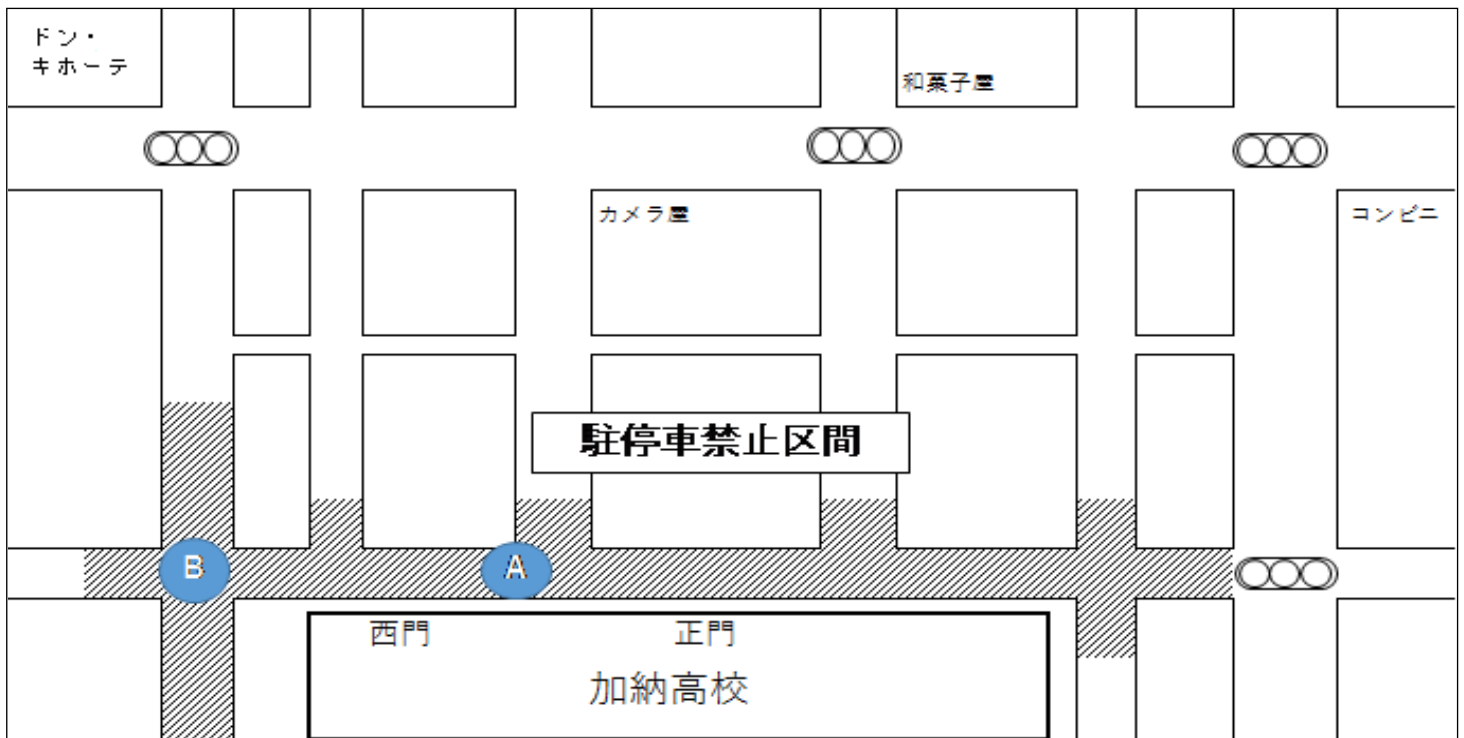 ドン・
キホーテ
和菓子屋
カメラ屋
コンビニ
駐停車禁止区間
B
A
西門
正門
加納高校